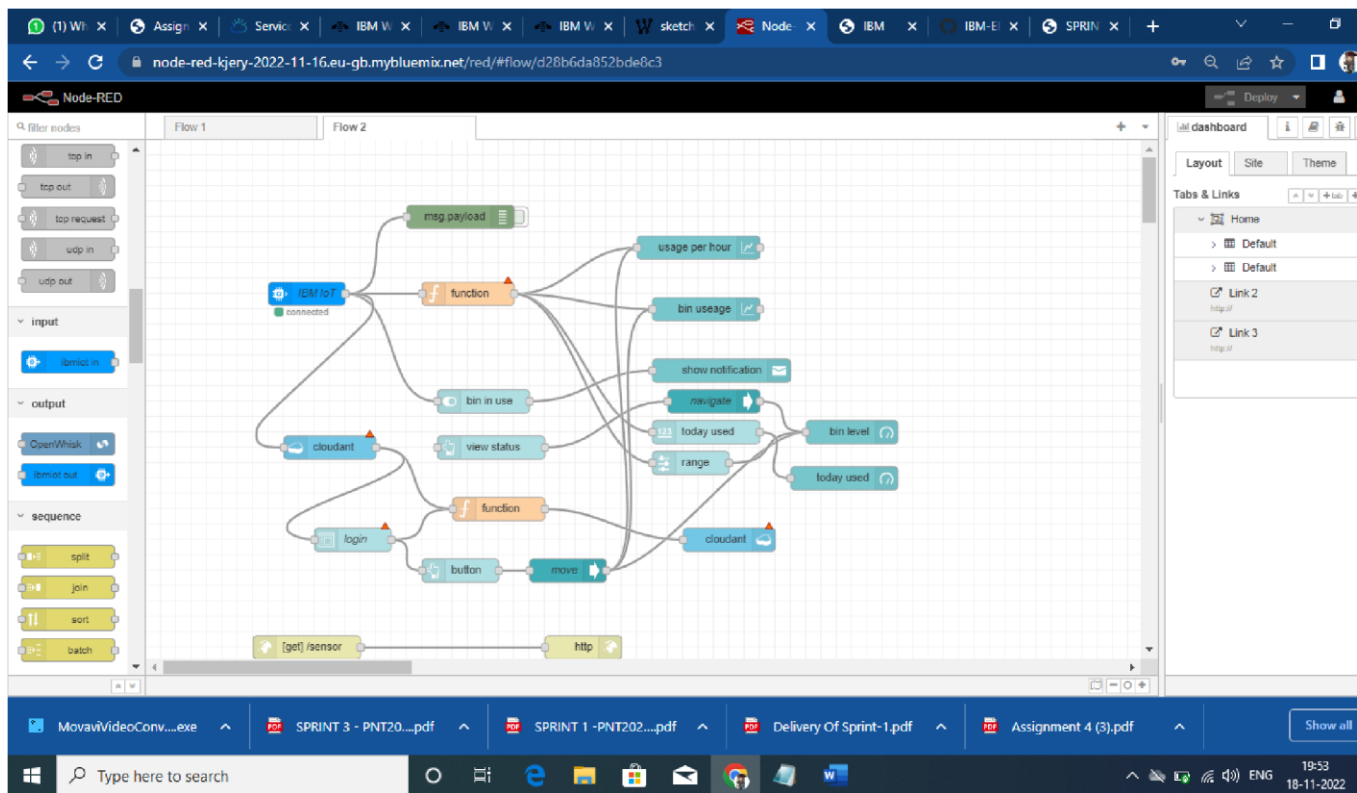 (1) Wh
Assign
Service
IBM W
IBM W
IBM W
sketch
Node-
IBM
IBM-E
SPRIN
node-red-kjery-2022-11-16.eu-gb.mybluemix.net/red/#flow/d28b6da852bde8c3
Node-RED
Deploy
filter nodes
Flow 1
Flow 2
dashboard
i
Layout
Site
Theme
Tabs & Links
tab
Home
Default
Default
Link 2
http://
Link 3
http://
tcp in
tcp out
tcp request
udp in
udp out
input
ibmiot in
output
OpenWhisk
ibmiot out
sequence
split
join
sort
batch
msg.payload
usage per hour
IBM IoT
connected
function
bin useage
show notification
bin in use
navigate
cloudant
view status
123 today used
bin level
range
today used
function
login
cloudant
button
move
[get] /sensor
http
MovaviVideoConv....exe
SPRINT 3 - PNT20....pdf
SPRINT 1 -PNT202....pdf
Delivery Of Sprint-1.pdf
Assignment 4 (3).pdf
Show all
Type here to search
ENG
19:53
18-11-2022